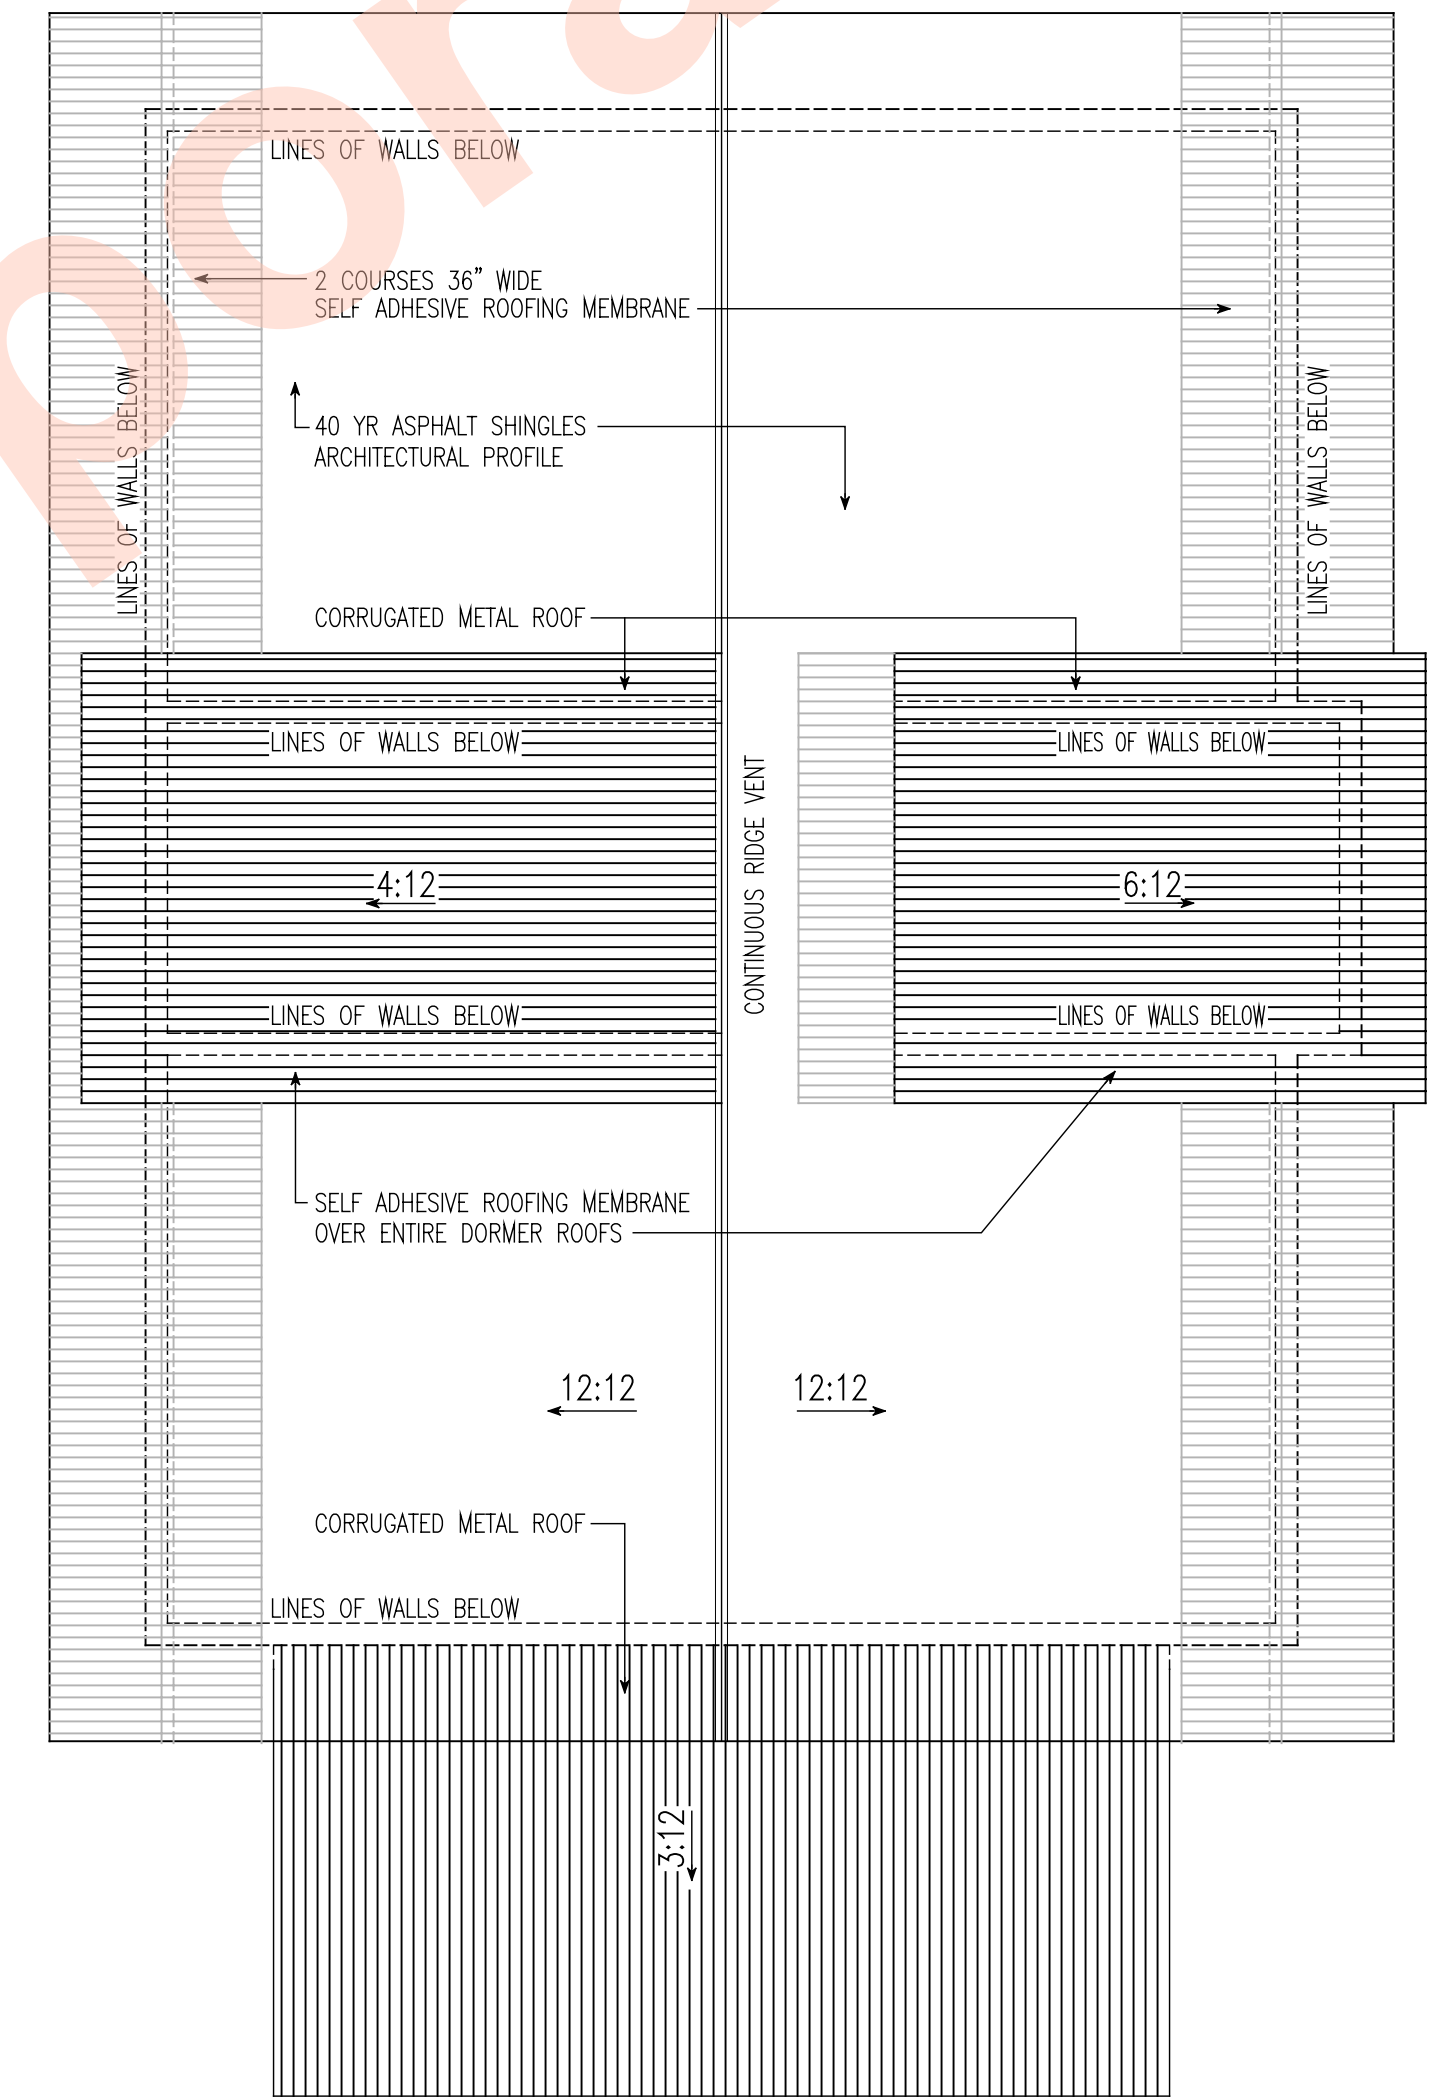 LINES OF WALLS BELOW
2 COURSES 36” WIDE
SELF ADHESIVE ROOFING MEMBRANE
LINES OF WALLS BELOW
LINES OF WALLS BELOW
40 YR ASPHALT SHINGLES
ARCHITECTURAL PROFILE
CORRUGATED METAL ROOF
LINES OF WALLS BELOW
LINES OF WALLS BELOW
CONTINUOUS RIDGE VENT
4:12
6:12
LINES OF WALLS BELOW
LINES OF WALLS BELOW
SELF ADHESIVE ROOFING MEMBRANE
OVER ENTIRE DORMER ROOFS
12:12
12:12
CORRUGATED METAL ROOF
LINES OF WALLS BELOW
3:12